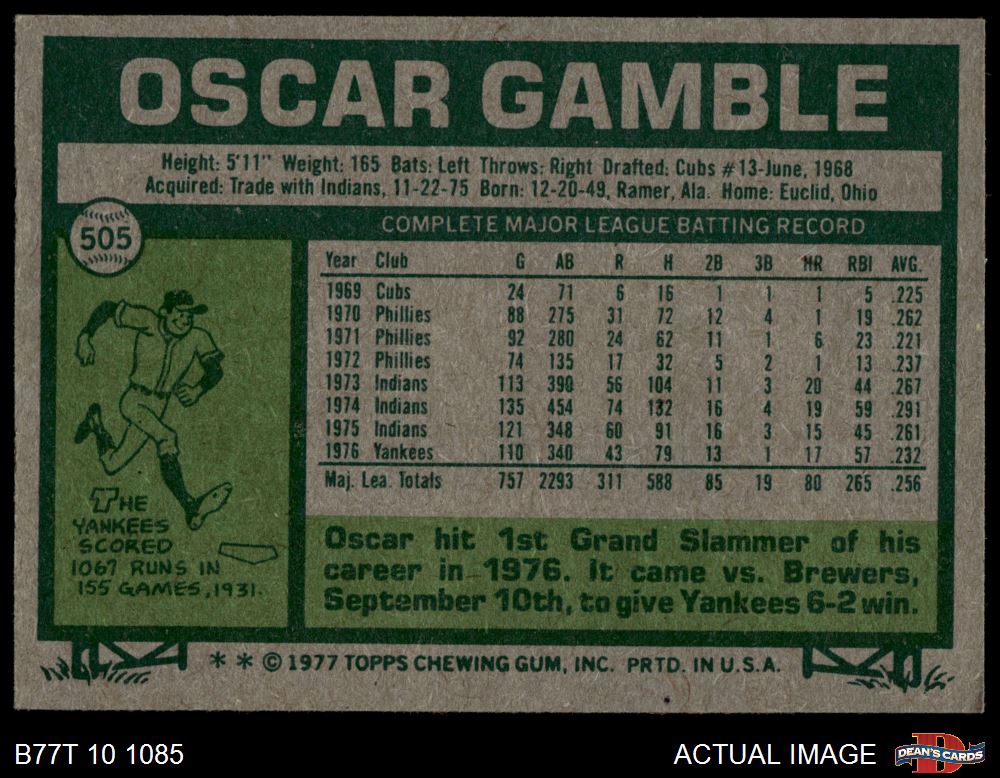 OSCAR GAMBLE
Height: 5'11" Weight: 165 Bats: Left Throws: Right Drafted: Cubs #13-June, 1968
Acquired: Trade with Indians, 11-22-75 Born: 12-20-49, Ramer, Ala. Home: Euclid, Ohio
505
COMPLETE MAJOR LEAGUE BATTING RECORD
Year Club G AB R H 2B 3B HR RBI AVG.
1969 Cubs 24 71 6 16 1 1 1 5 .225
1970 Phillies 88 275 31 72 12 4 1 19 .262
1971 Phillies 92 280 24 62 11 1 6 23 .221
1972 Phillies 74 135 17 32 5 2 1 13 .237
1973 Indians 113 390 56 104 11 3 20 44 .267
1974 Indians 135 454 74 132 16 4 19 59 .291
1975 Indians 121 348 60 91 16 3 15 45 .261
1976 Yankees 110 340 43 79 13 1 17 57 .232
Maj. Lea. Totals 757 2293 311 588 85 19 80 265 .256
THE
YANKEES
SCORED
1067 RUNS IN
155 GAMES, 1931.
Oscar hit 1st Grand Slammer of his
career in 1976. It came vs. Brewers,
September 10th, to give Yankees 6-2 win.
* * © 1977 TOPPS CHEWING GUM, INC. PRTD. IN U.S.A.
B77T 10 1085
ACTUAL IMAGE
DEAN'S CARDS